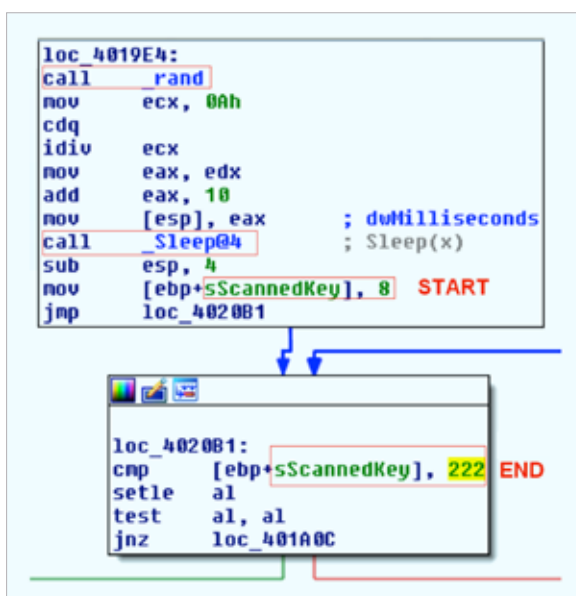 loc_4019E4:
call _rand
mov ecx, 0Ah
cdq
idiv ecx
mov eax, edx
add eax, 10
mov [esp], eax ; dwMilliseconds
call _Sleep@4 ; Sleep(x)
sub esp, 4
mov [ebp+sScannedKey], 8 START
jmp loc_4020B1
loc_4020B1:
cmp [ebp+sScannedKey], 222 END
setle al
test al, al
jnz loc_401A0C